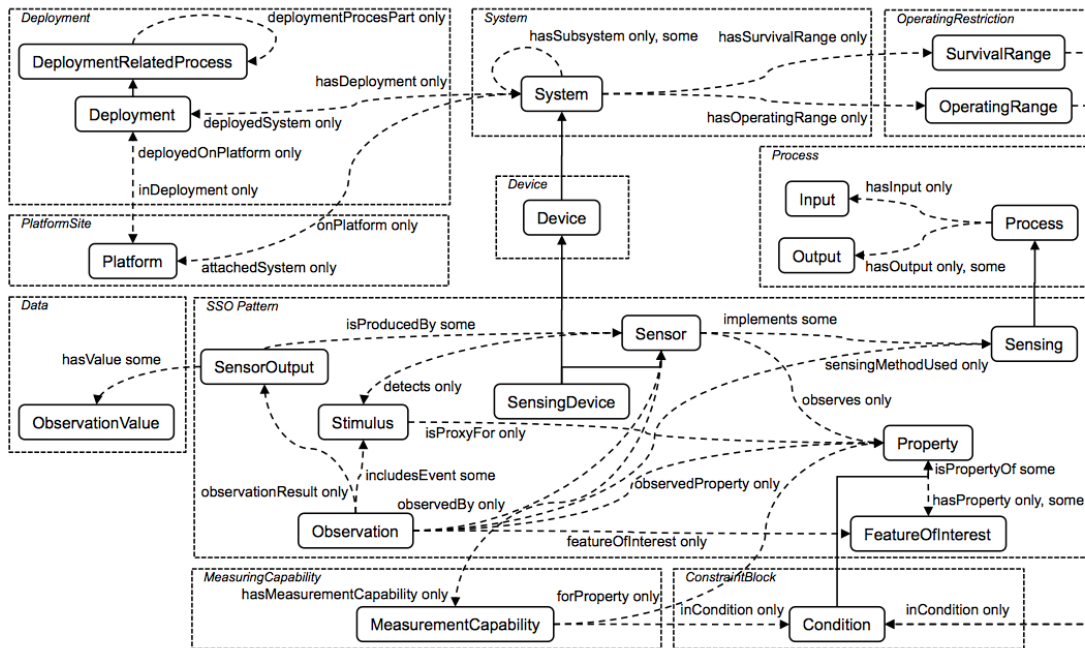 Deployment
deploymentProcesPart only
DeploymentRelatedProcess
hasDeployment only
Deployment
deployedSystem only
deployedOnPlatform only
inDeployment only
System
hasSubsystem only, some
hasSurvivalRange only
System
hasOperatingRange only
OperatingRestriction
SurvivalRange
OperatingRange
PlatformSite
onPlatform only
Platform
attachedSystem only
Device
Device
Process
hasInput only
Input
Process
Output
hasOutput only, some
Data
hasValue some
ObservationValue
SSO Pattern
isProducedBy some
Sensor
implements some
Sensing
SensorOutput
sensingMethodUsed only
detects only
SensingDevice
observes only
Stimulus
isProxyFor only
Property
isPropertyOf some
includesEvent some
observationResult only
observedBy only
observedProperty only
hasProperty only, some
Observation
featureOfInterest only
FeatureOfInterest
MeasuringCapability
hasMeasurementCapability only
forProperty only
MeasurementCapability
ConstraintBlock
inCondition only
Condition
inCondition only